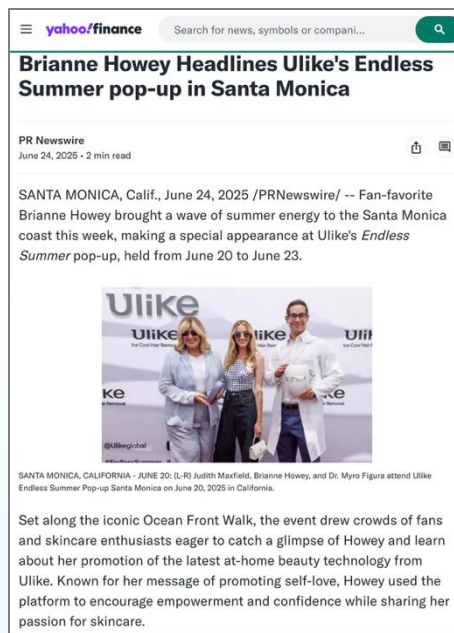 yahoo!finance
Search for news, symbols or compani...
Brianne Howey Headlines Ulike's Endless
Summer pop-up in Santa Monica
PR Newswire
June 24, 2025 • 2 min read
SANTA MONICA, Calif., June 24, 2025 /PRNewswire/ -- Fan-favorite
Brianne Howey brought a wave of summer energy to the Santa Monica
coast this week, making a special appearance at Ulike's Endless
Summer pop-up, held from June 20 to June 23.
Ulike
Ulike
like
Uli
Ice Cool Hair Removal
ke
ke
@Ulikeglobal
SANTA MONICA, CALIFORNIA - JUNE 20: (L-R) Judith Maxfield, Brianne Howey, and Dr. Myro Figura attend Ulike
Endless Summer Pop-up Santa Monica on June 20, 2025 in California.
Set along the iconic Ocean Front Walk, the event drew crowds of fans
and skincare enthusiasts eager to catch a glimpse of Howey and learn
about her promotion of the latest at-home beauty technology from
Ulike. Known for her message of promoting self-love, Howey used the
platform to encourage empowerment and confidence while sharing her
passion for skincare.